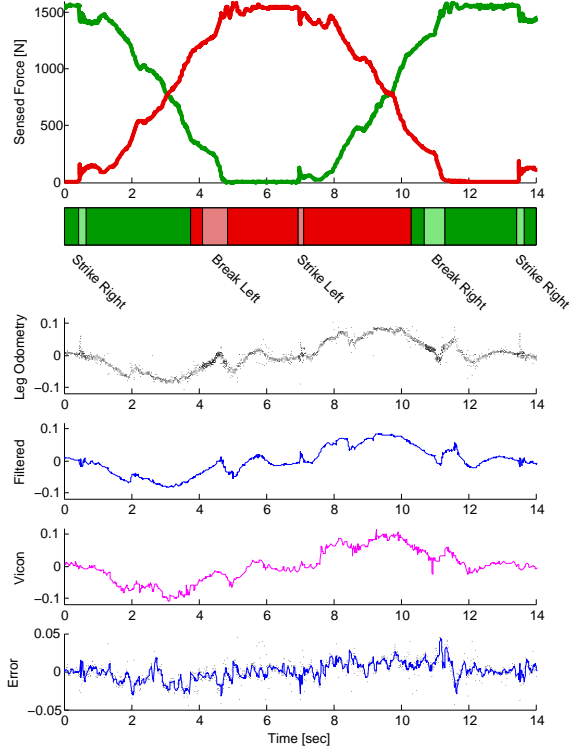 Sensed Force [N]
1500
1000
500
0
0 2 4 6 8 10 12 14
Strike Right
Break Left
Strike Left
Break Right
Strike Right
Leg Odometry
0.1
0
−0.1
0 2 4 6 8 10 12 14
Filtered
0.1
0
−0.1
0 2 4 6 8 10 12 14
Vicon
0.1
0
−0.1
0 2 4 6 8 10 12 14
Error
0.05
0
−0.05
0 2 4 6 8 10 12 14
Time [sec]